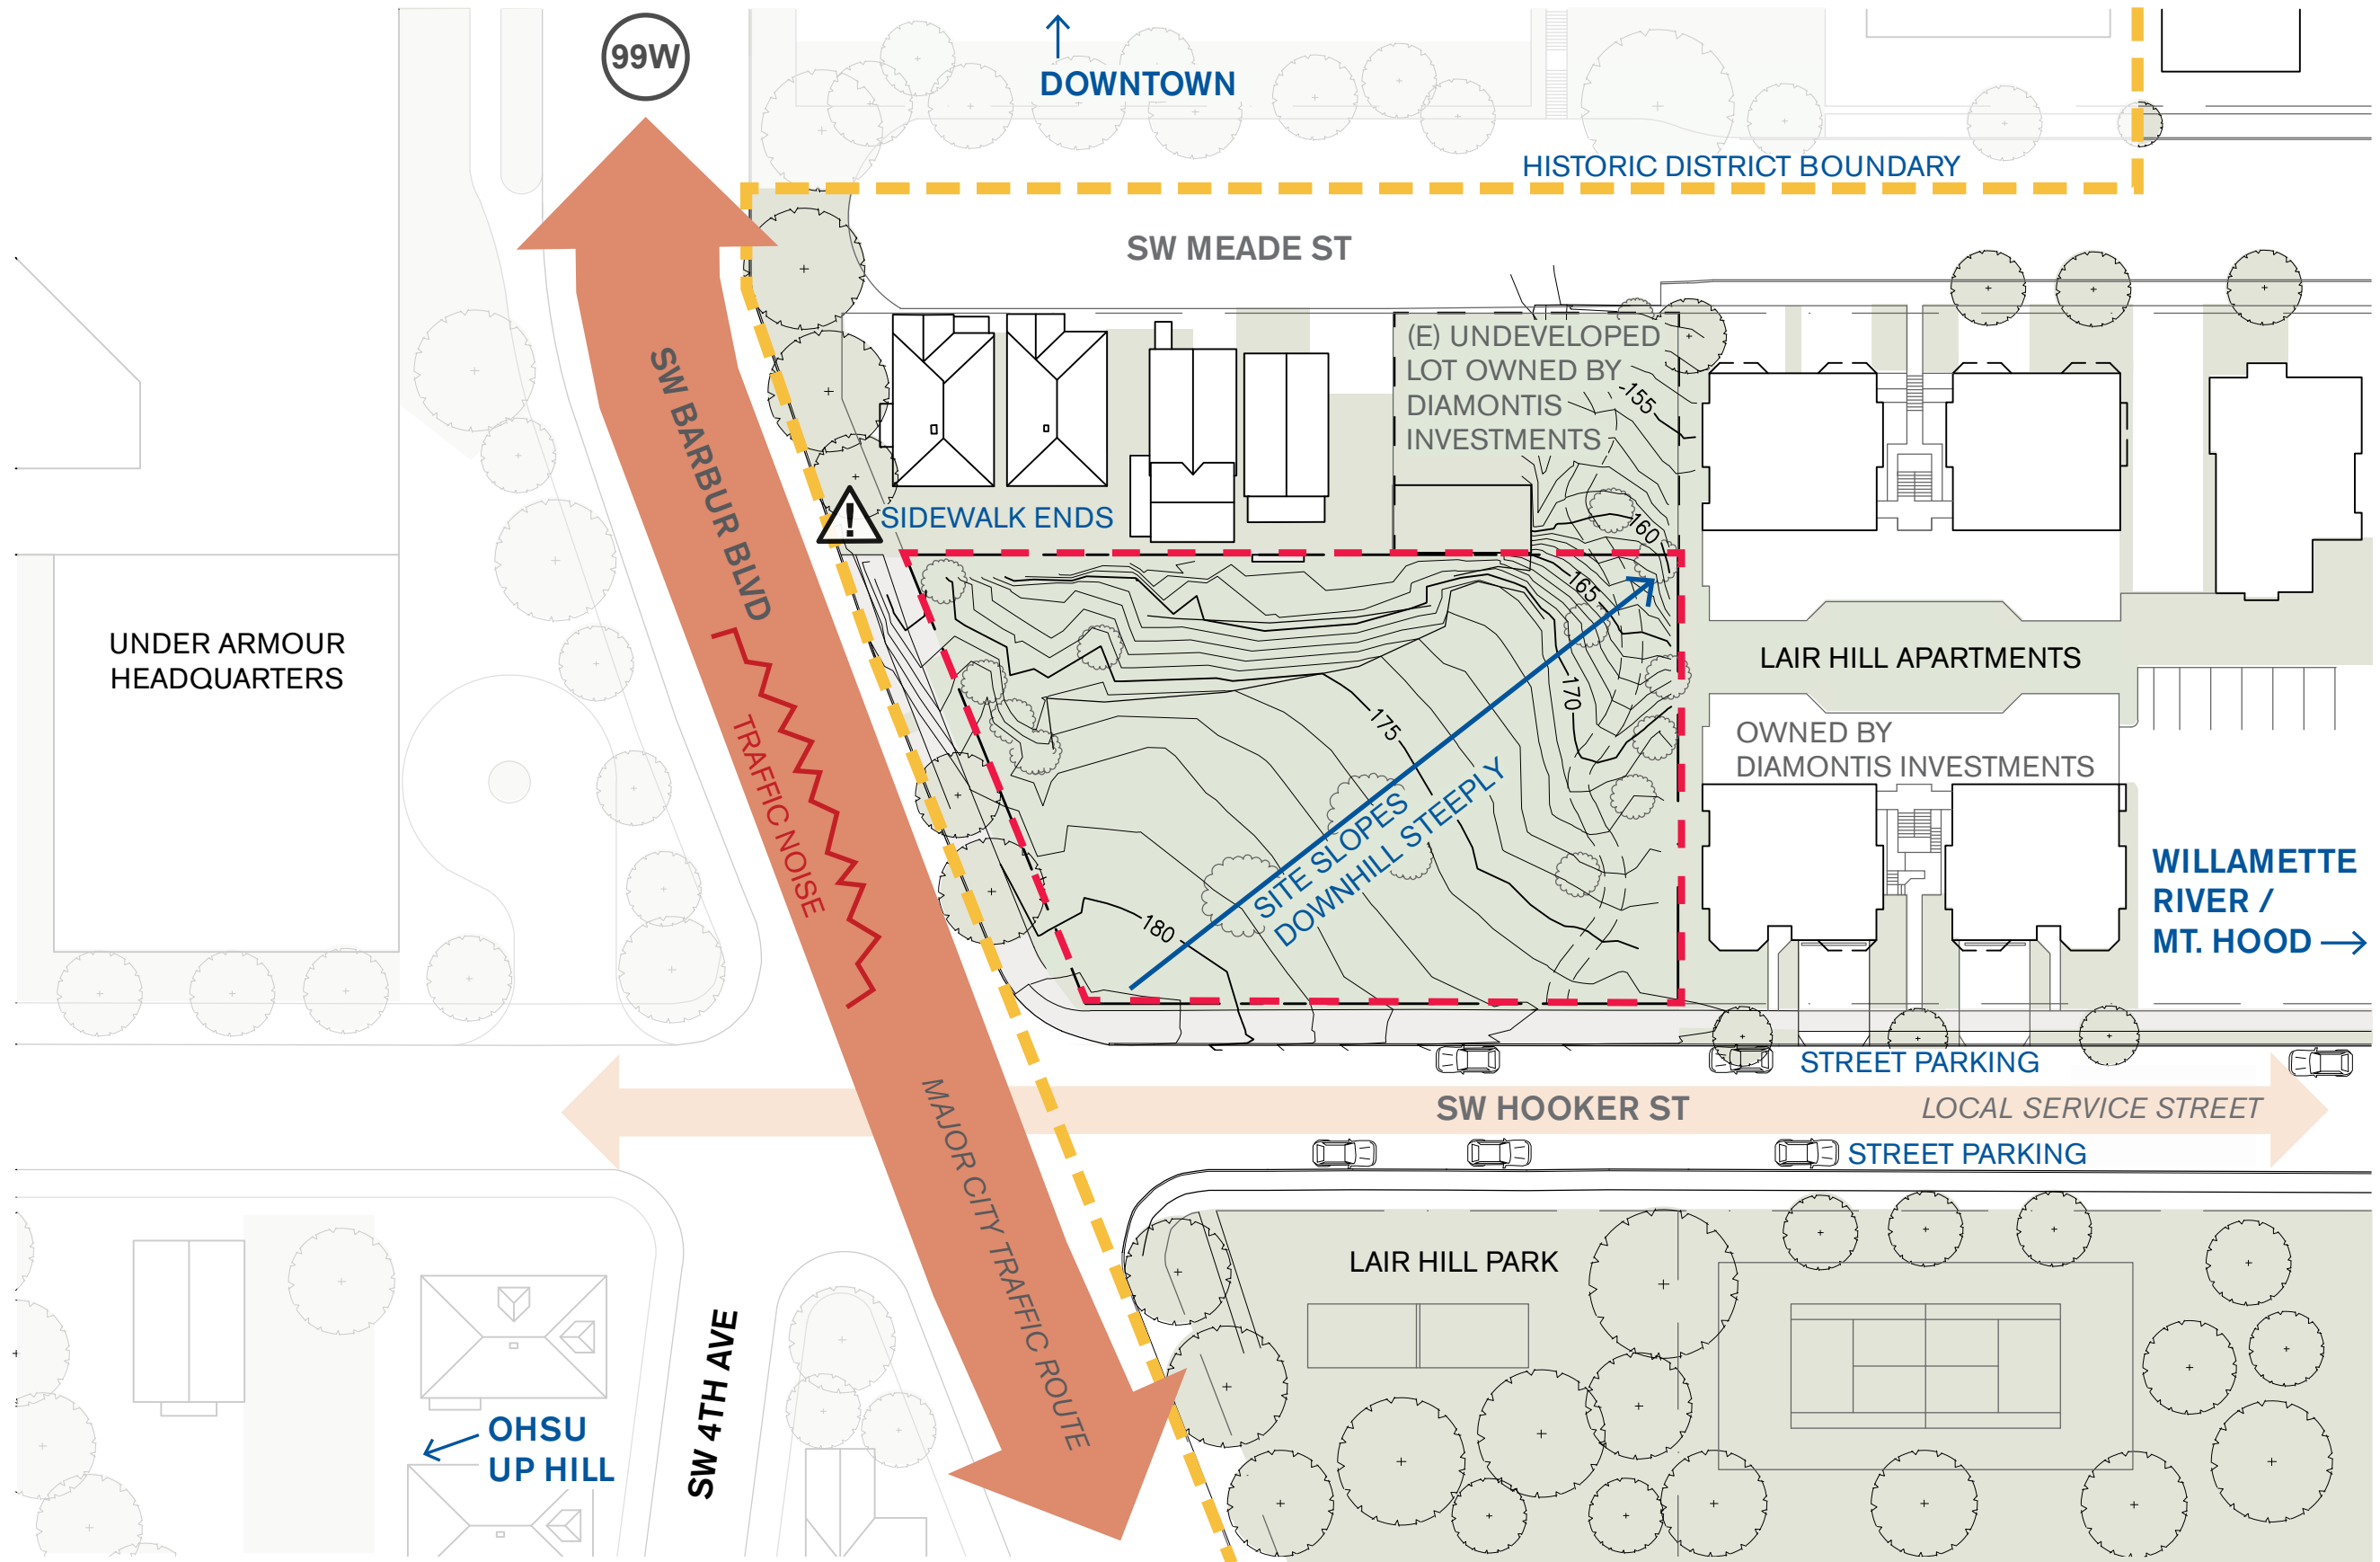 99W
DOWNTOWN
HISTORIC DISTRICT BOUNDARY
SW MEADE ST
(E) UNDEVELOPED
LOT OWNED BY
DIAMONTIS
INVESTMENTS
155
SW BARBUR BLVD
SIDEWALK ENDS
!
160
165
UNDER ARMOUR
HEADQUARTERS
LAIR HILL APARTMENTS
170
175
OWNED BY
DIAMONTIS INVESTMENTS
TRAFFIC NOISE
SITE SLOPES
DOWNHILL STEEPLY
WILLAMETTE
RIVER /
MT. HOOD
180
STREET PARKING
SW HOOKER ST
LOCAL SERVICE STREET
STREET PARKING
MAJOR CITY TRAFFIC ROUTE
LAIR HILL PARK
SW 4TH AVE
OHSU
UP HILL